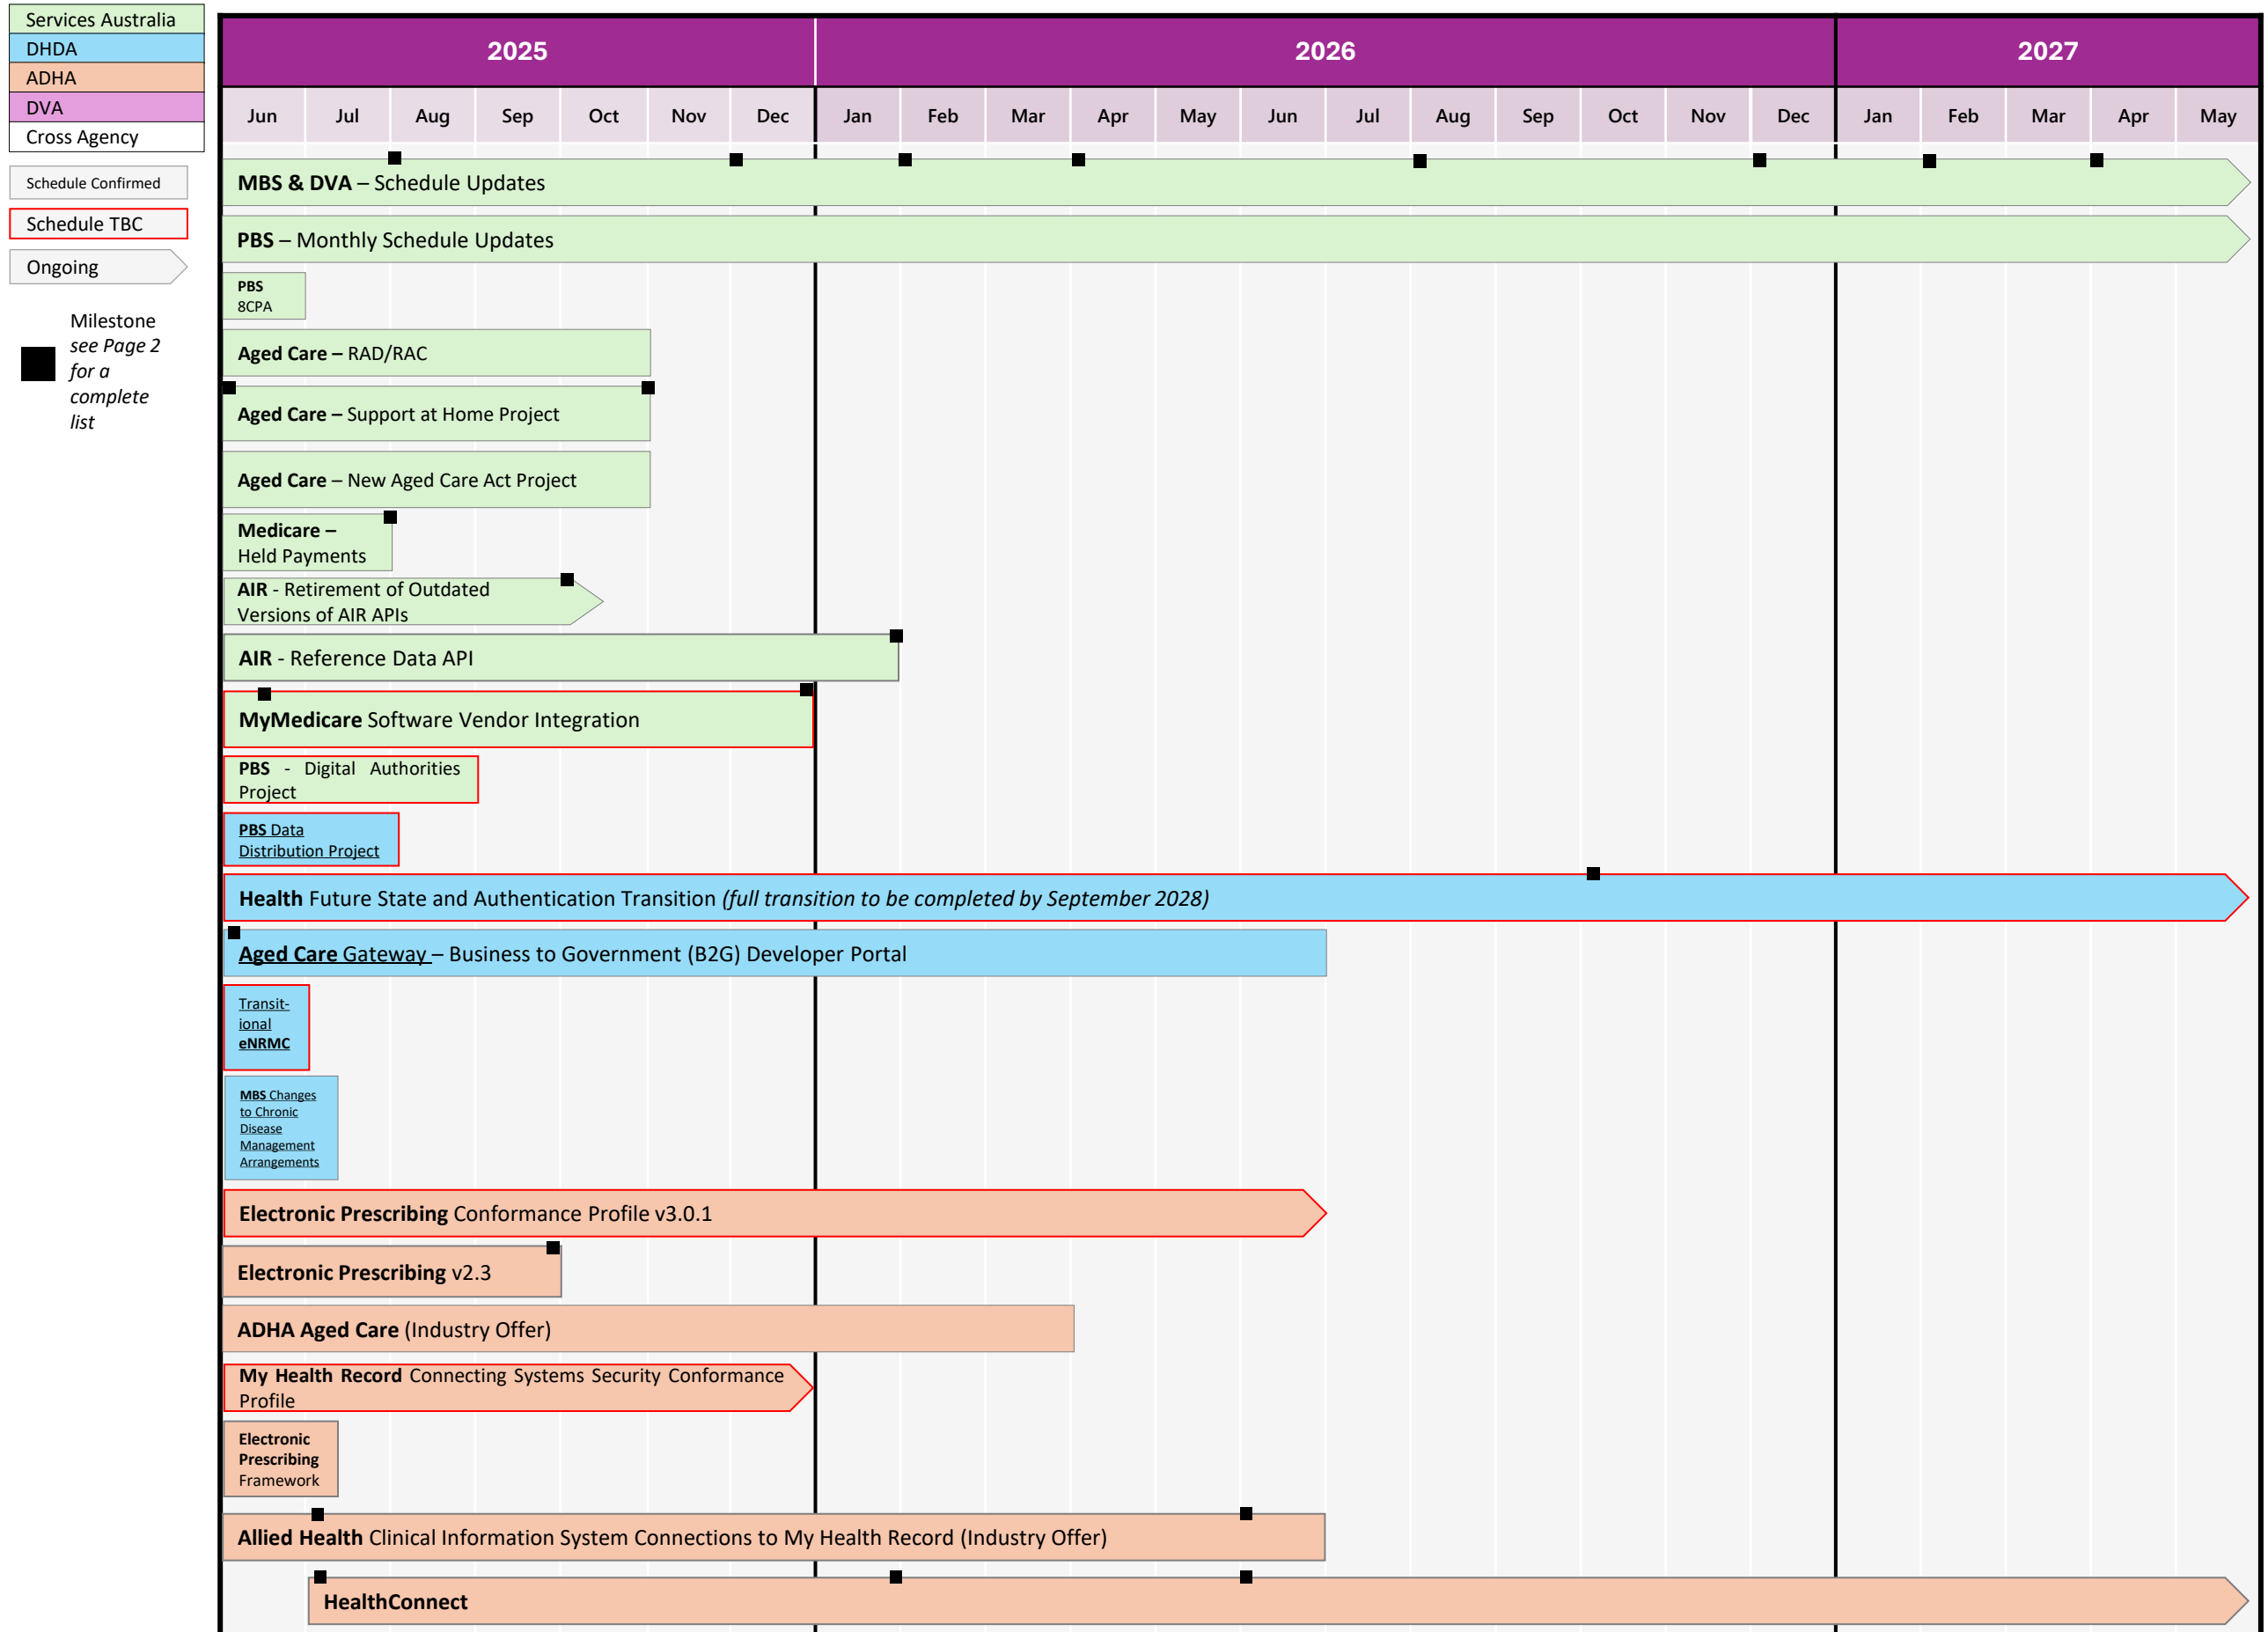 Services Australia
DHDA
ADHA
DVA
Cross Agency
Schedule Confirmed
Schedule TBC
Ongoing
Milestone
see Page 2
for a
complete
list
2025 2026 2027
Jun Jul Aug Sep Oct Nov Dec Jan Feb Mar Apr May Jun Jul Aug Sep Oct Nov Dec Jan Feb Mar Apr May
MBS & DVA – Schedule Updates
PBS – Monthly Schedule Updates
PBS
8CPA
Aged Care – RAD/RAC
Aged Care – Support at Home Project
Aged Care – New Aged Care Act Project
Medicare –
Held Payments
AIR - Retirement of Outdated
Versions of AIR APIs
AIR - Reference Data API
MyMedicare Software Vendor Integration
PBS - Digital Authorities
Project
PBS Data
Distribution Project
Health Future State and Authentication Transition (full transition to be completed by September 2028)
Aged Care Gateway – Business to Government (B2G) Developer Portal
Transit-
ional
eNRMC
MBS Changes
to Chronic
Disease
Management
Arrangements
Electronic Prescribing Conformance Profile v3.0.1
Electronic Prescribing v2.3
ADHA Aged Care (Industry Offer)
My Health Record Connecting Systems Security Conformance
Profile
Electronic
Prescribing
Framework
Allied Health Clinical Information System Connections to My Health Record (Industry Offer)
HealthConnect